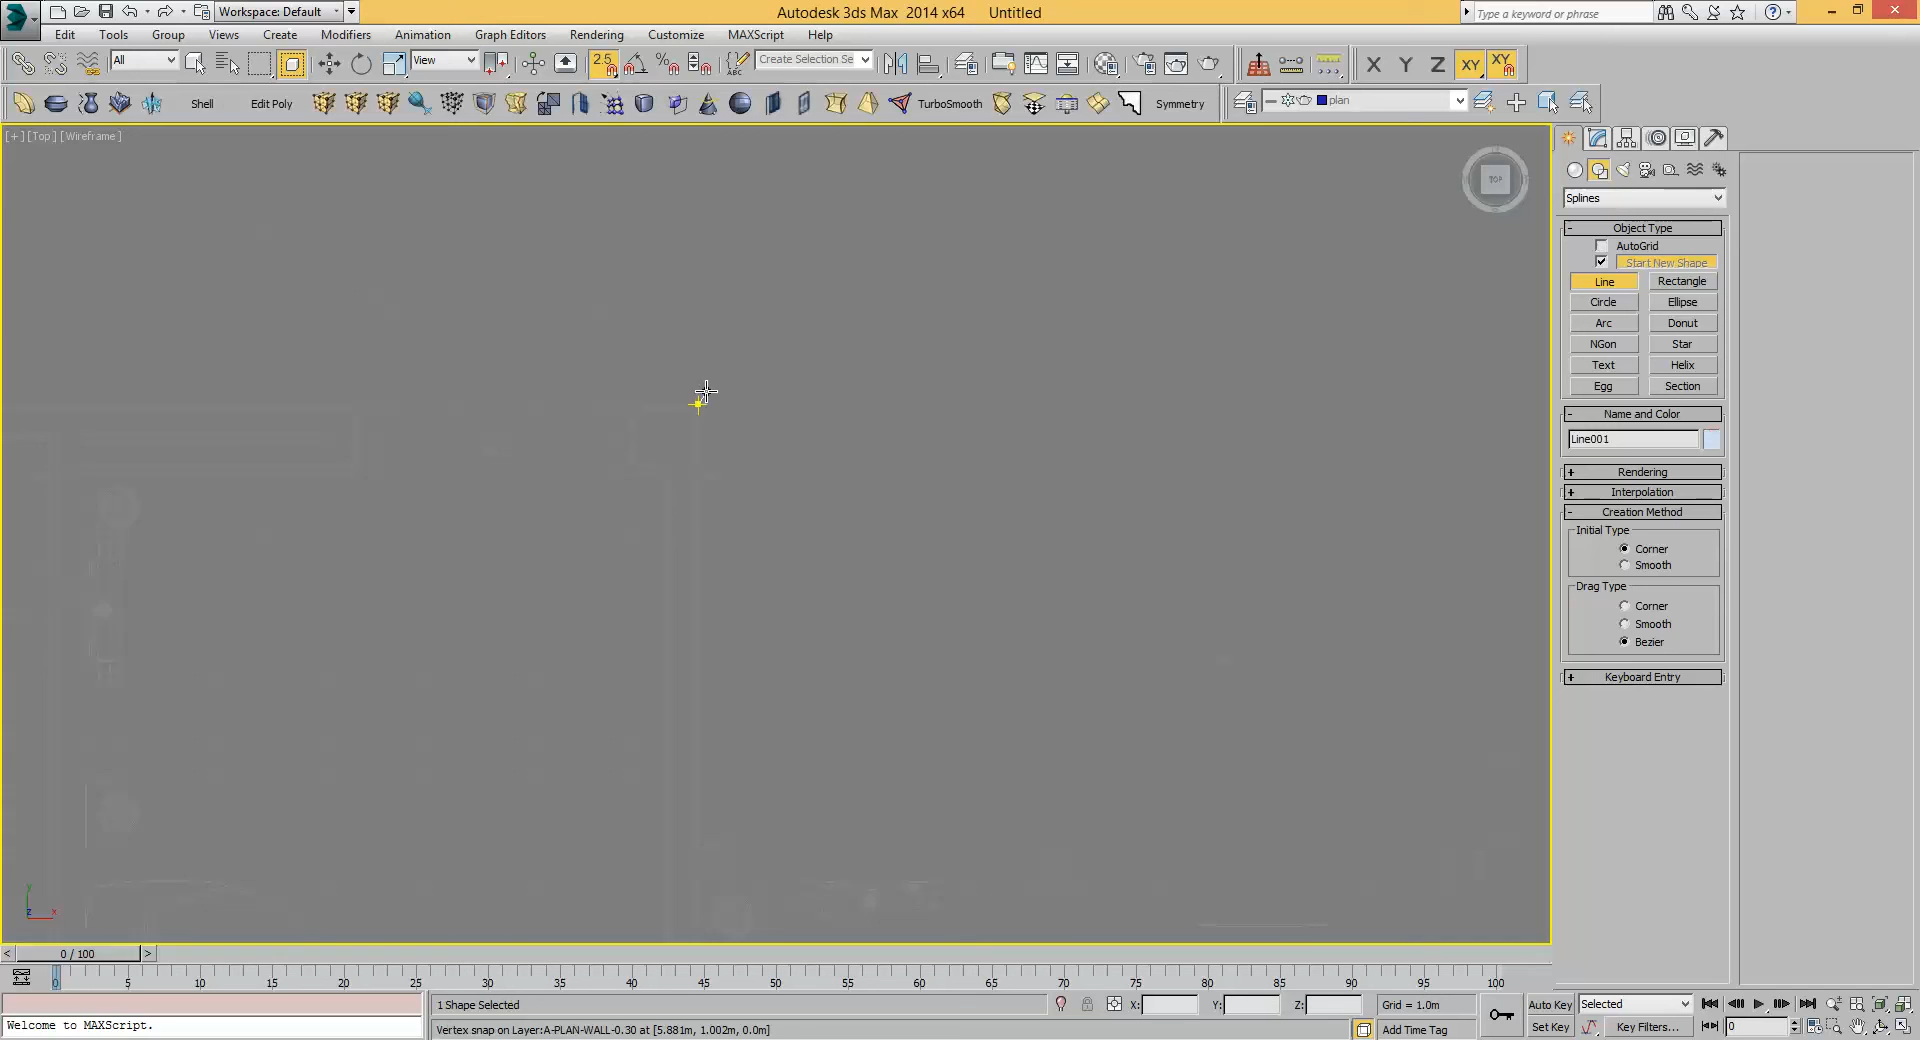 Workspace: Default
Autodesk 3ds Max 2014 x64 Untitled
Type a keyword or phrase
Edit Tools Group Views Create Modifiers Animation Graph Editors Rendering Customize MAXScript Help
All
View
2.5
Create Selection Se
X Y Z XY XY
Shell
Edit Poly
TurboSmooth
Symmetry
plan
[+] [Top] [Wireframe]
TOP
Splines
- Object Type
AutoGrid
Start New Shape
Line Rectangle
Circle Ellipse
Arc Donut
NGon Star
Text Helix
Egg Section
- Name and Color
Line001
+ Rendering
+ Interpolation
- Creation Method
Initial Type
Corner
Smooth
Drag Type
Corner
Smooth
Bezier
+ Keyboard Entry
y
z x
< 0 / 100 >
0 5 10 15 20 25 30 35 40 45 50 55 60 65 70 75 80 85 90 95 100
1 Shape Selected
X: Y: Z:
Grid = 1.0m
Auto Key
Selected
Welcome to MAXScript.
Vertex snap on Layer:A-PLAN-WALL-0.30 at [5.881m, 1.002m, 0.0m]
Add Time Tag
Set Key
Key Filters...
0